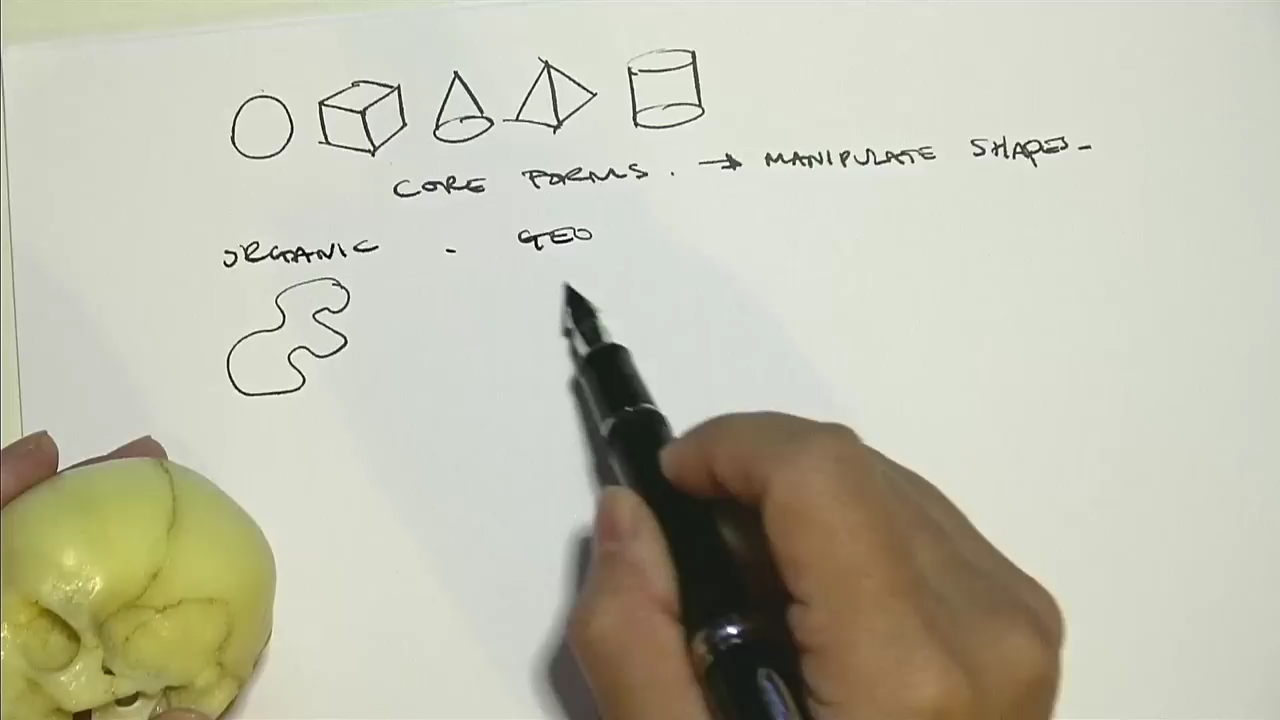 CORE FORMS. → MANIPULATE SHAPES-
ORGANIC - GEO